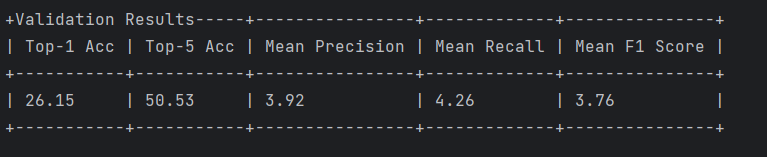 +Validation Results-----+----------------+-------------+---------------+
| Top-1 Acc | Top-5 Acc | Mean Precision | Mean Recall | Mean F1 Score |
+-----------+-----------+----------------+-------------+---------------+
| 26.15     | 50.53     | 3.92           | 4.26        | 3.76          |
+-----------+-----------+----------------+-------------+---------------+